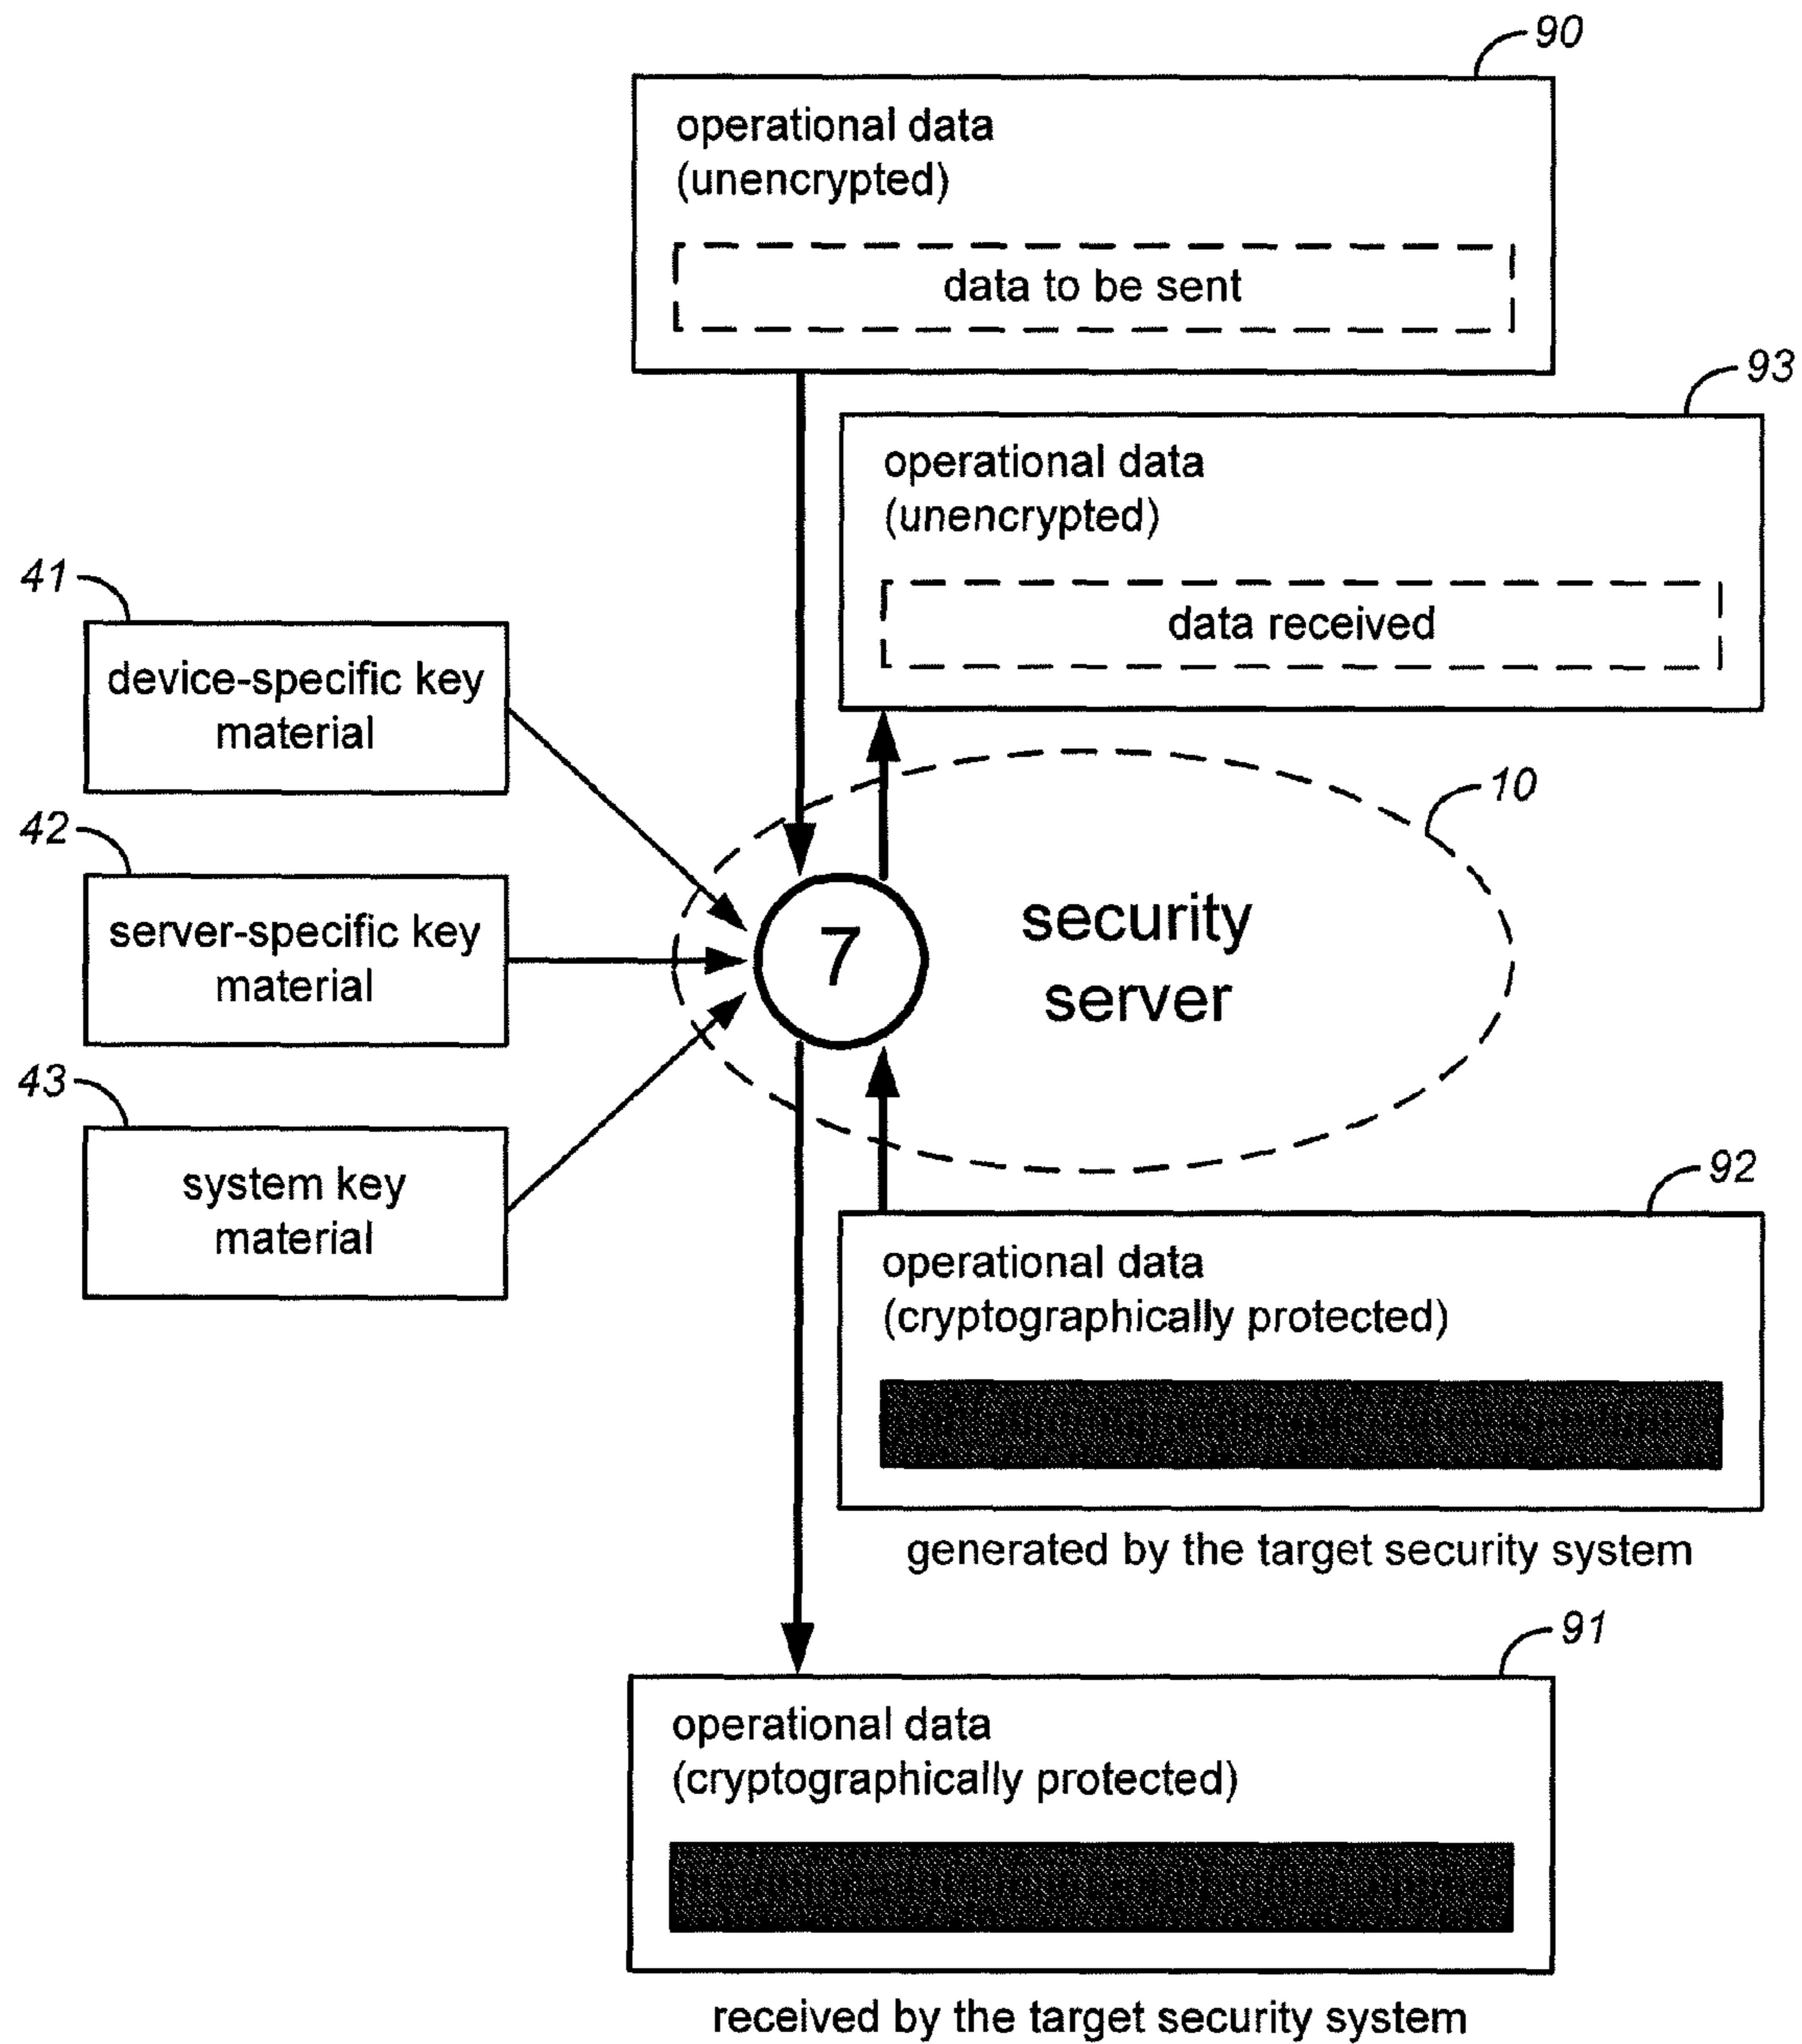 90
operational data
(unencrypted)
data to be sent
93
operational data
(unencrypted)
data received
41
device-specific key
material
42
server-specific key
material
43
system key
material
10
7
security
server
92
operational data
(cryptographically protected)
generated by the target security system
91
operational data
(cryptographically protected)
received by the target security system